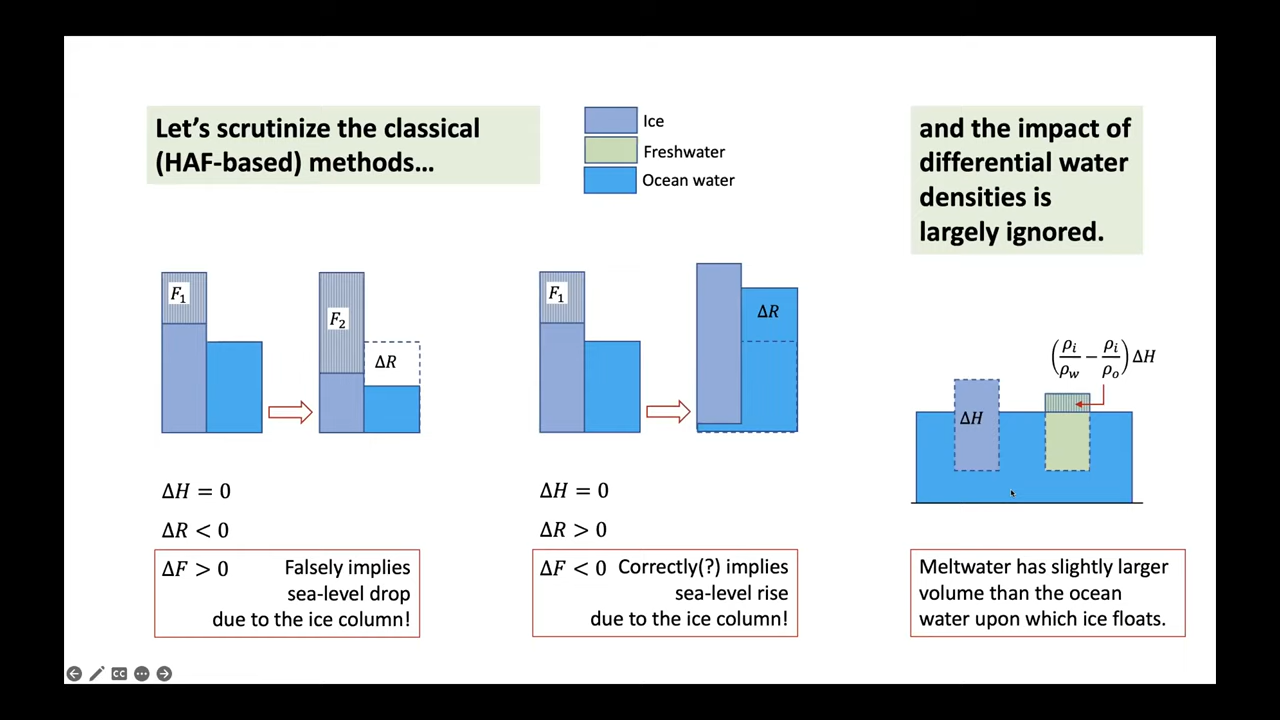 Let’s scrutinize the classical
(HAF-based) methods…
Ice
Freshwater
Ocean water
and the impact of
differential water
densities is
largely ignored.
F₁
F₂
ΔR
F₁
ΔR
ΔH
(ρᵢ/ρ_w − ρᵢ/ρₒ) ΔH
ΔH = 0
ΔR < 0
ΔF > 0 Falsely implies
sea-level drop
due to the ice column!
ΔH = 0
ΔR > 0
ΔF < 0 Correctly(?) implies
sea-level rise
due to the ice column!
Meltwater has slightly larger
volume than the ocean
water upon which ice floats.
CC